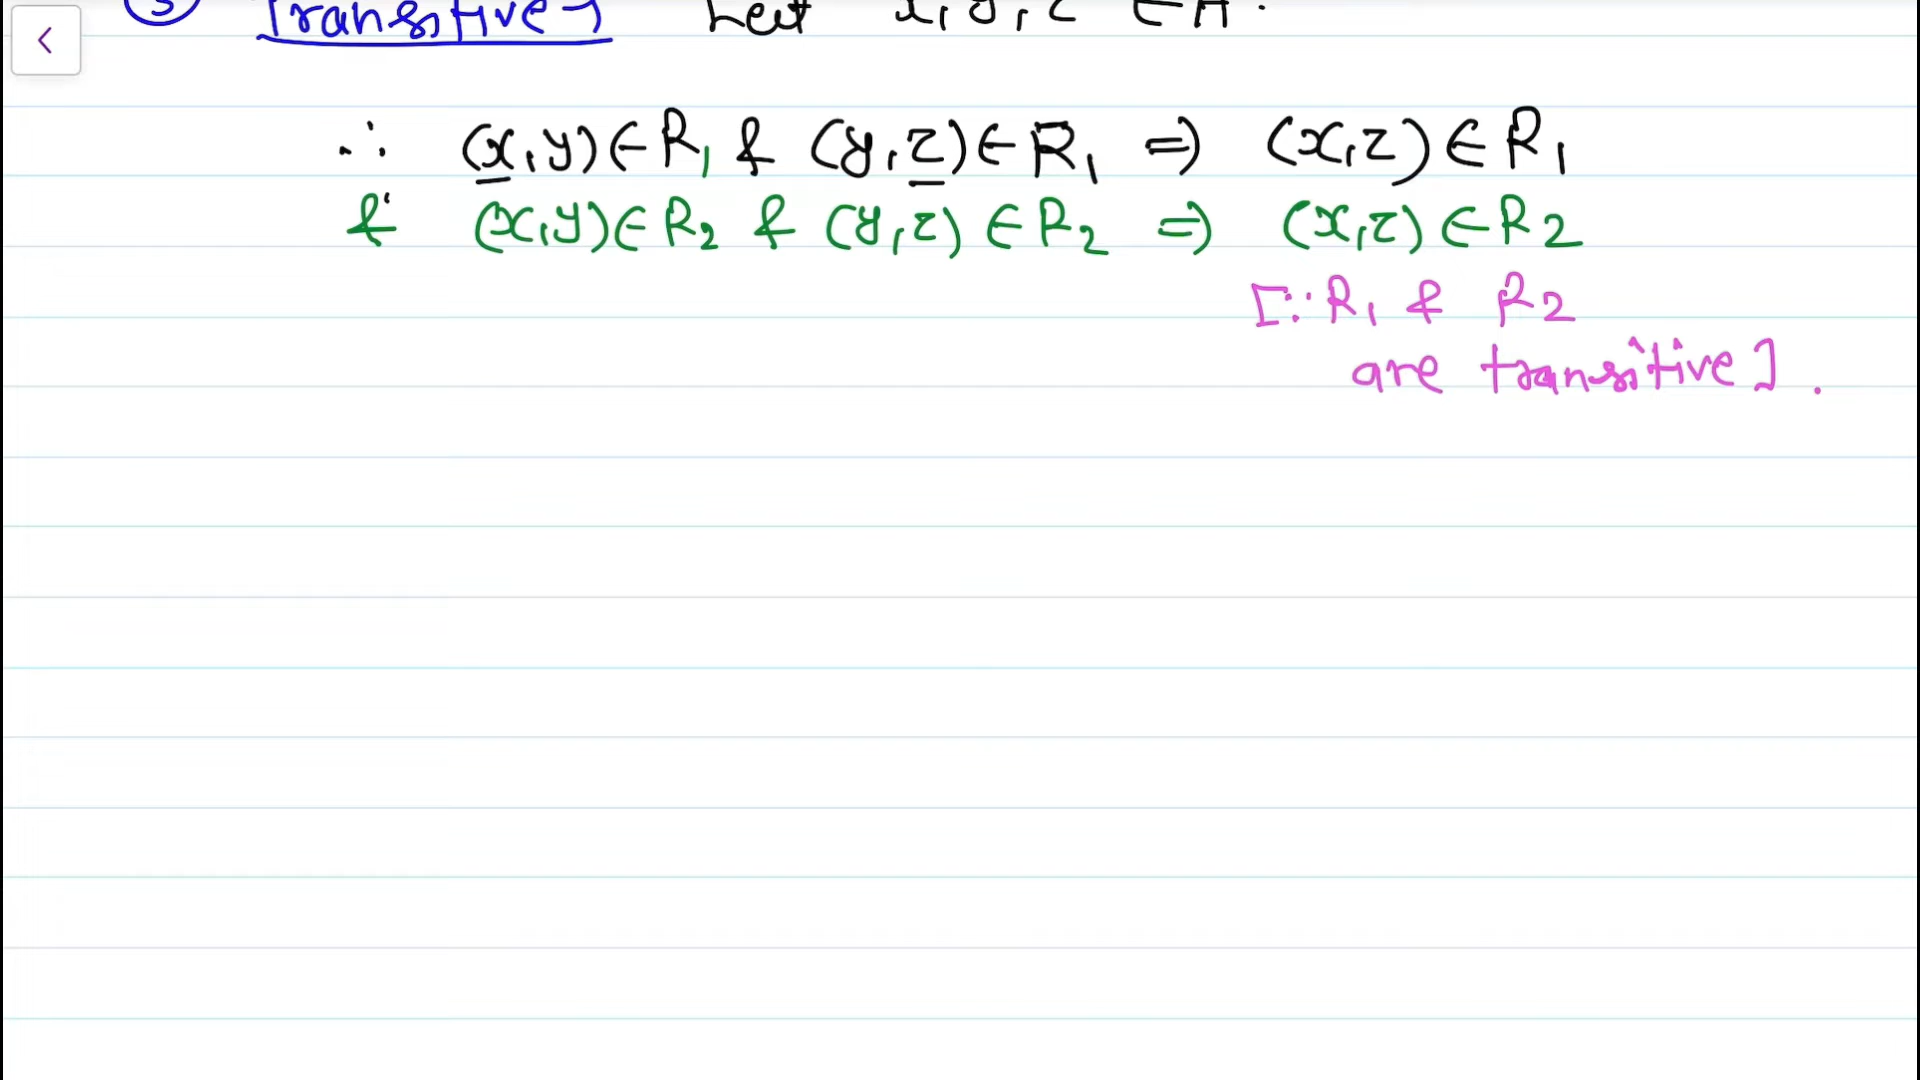 ③ Transitive → Let x, y, z ∈ A.
∴ (x,y)∈R₁ & (y,z)∈R₁ ⇒ (x,z)∈R₁
& (x,y)∈R₂ & (y,z)∈R₂ ⇒ (x,z)∈R₂
[∵ R₁ & R₂
are transitive].